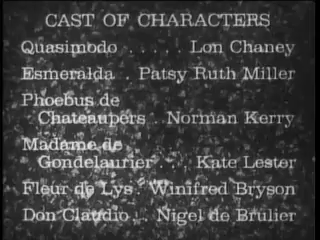 CAST OF CHARACTERS
Quasimodo . . . . . Lon Chaney
Esmeralda . Patsy Ruth Miller
Phoebus de
Chateaupers . . Norman Kerry
Madame de
Gondelaurier . . . Kate Lester
Fleur de Lys . Winifred Bryson
Don Claudio . . Nigel de Brulier